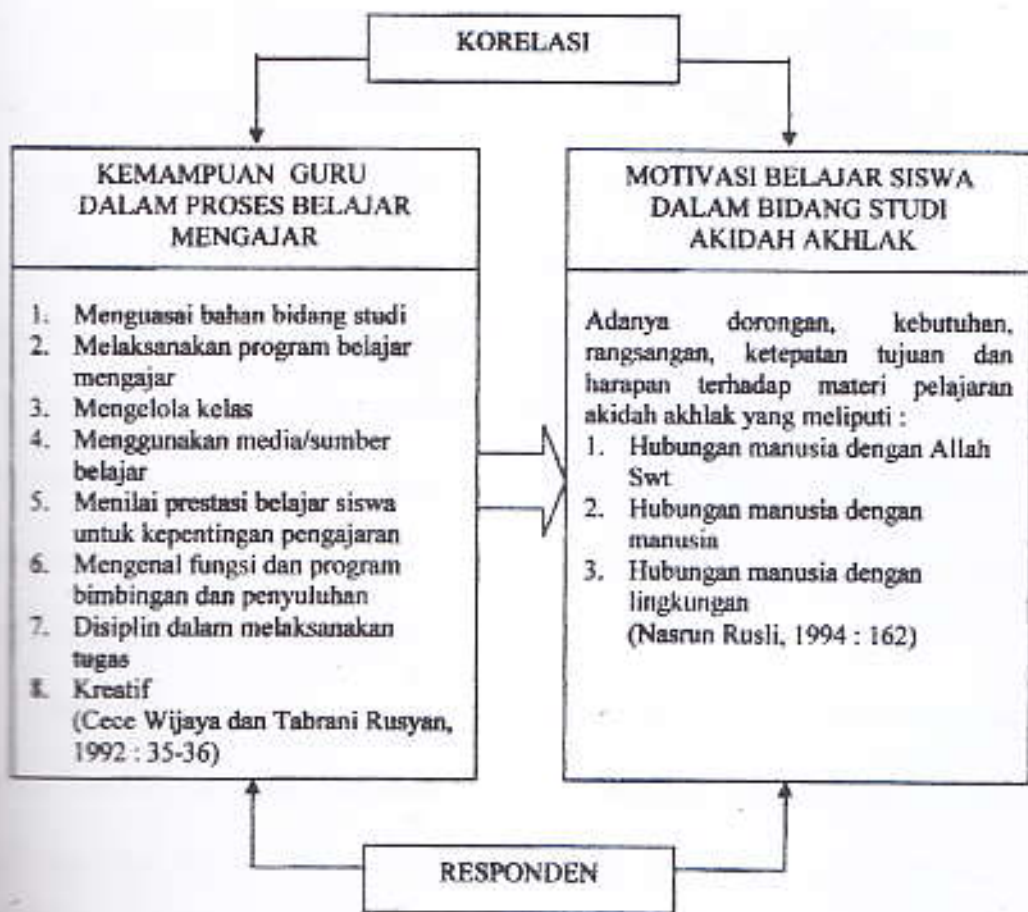 KORELASI
KEMAMPUAN GURU
DALAM PROSES BELAJAR
MENGAJAR
1. Menguasai bahan bidang studi
2. Melaksanakan program belajar
mengajar
3. Mengelola kelas
4. Menggunakan media/sumber
belajar
5. Menilai prestasi belajar siswa
untuk kepentingan pengajaran
6. Mengenal fungsi dan program
bimbingan dan penyuluhan
7. Disiplin dalam melaksanakan
tugas
8. Kreatif
(Cece Wijaya dan Tabrani Rusyan,
1992 : 35-36)
MOTIVASI BELAJAR SISWA
DALAM BIDANG STUDI
AKIDAH AKHLAK
Adanya dorongan, kebutuhan,
rangsangan, ketepatan tujuan dan
harapan terhadap materi pelajaran
akidah akhlak yang meliputi :
1. Hubungan manusia dengan Allah
Swt
2. Hubungan manusia dengan
manusia
3. Hubungan manusia dengan
lingkungan
(Nasrun Rusli, 1994 : 162)
RESPONDEN